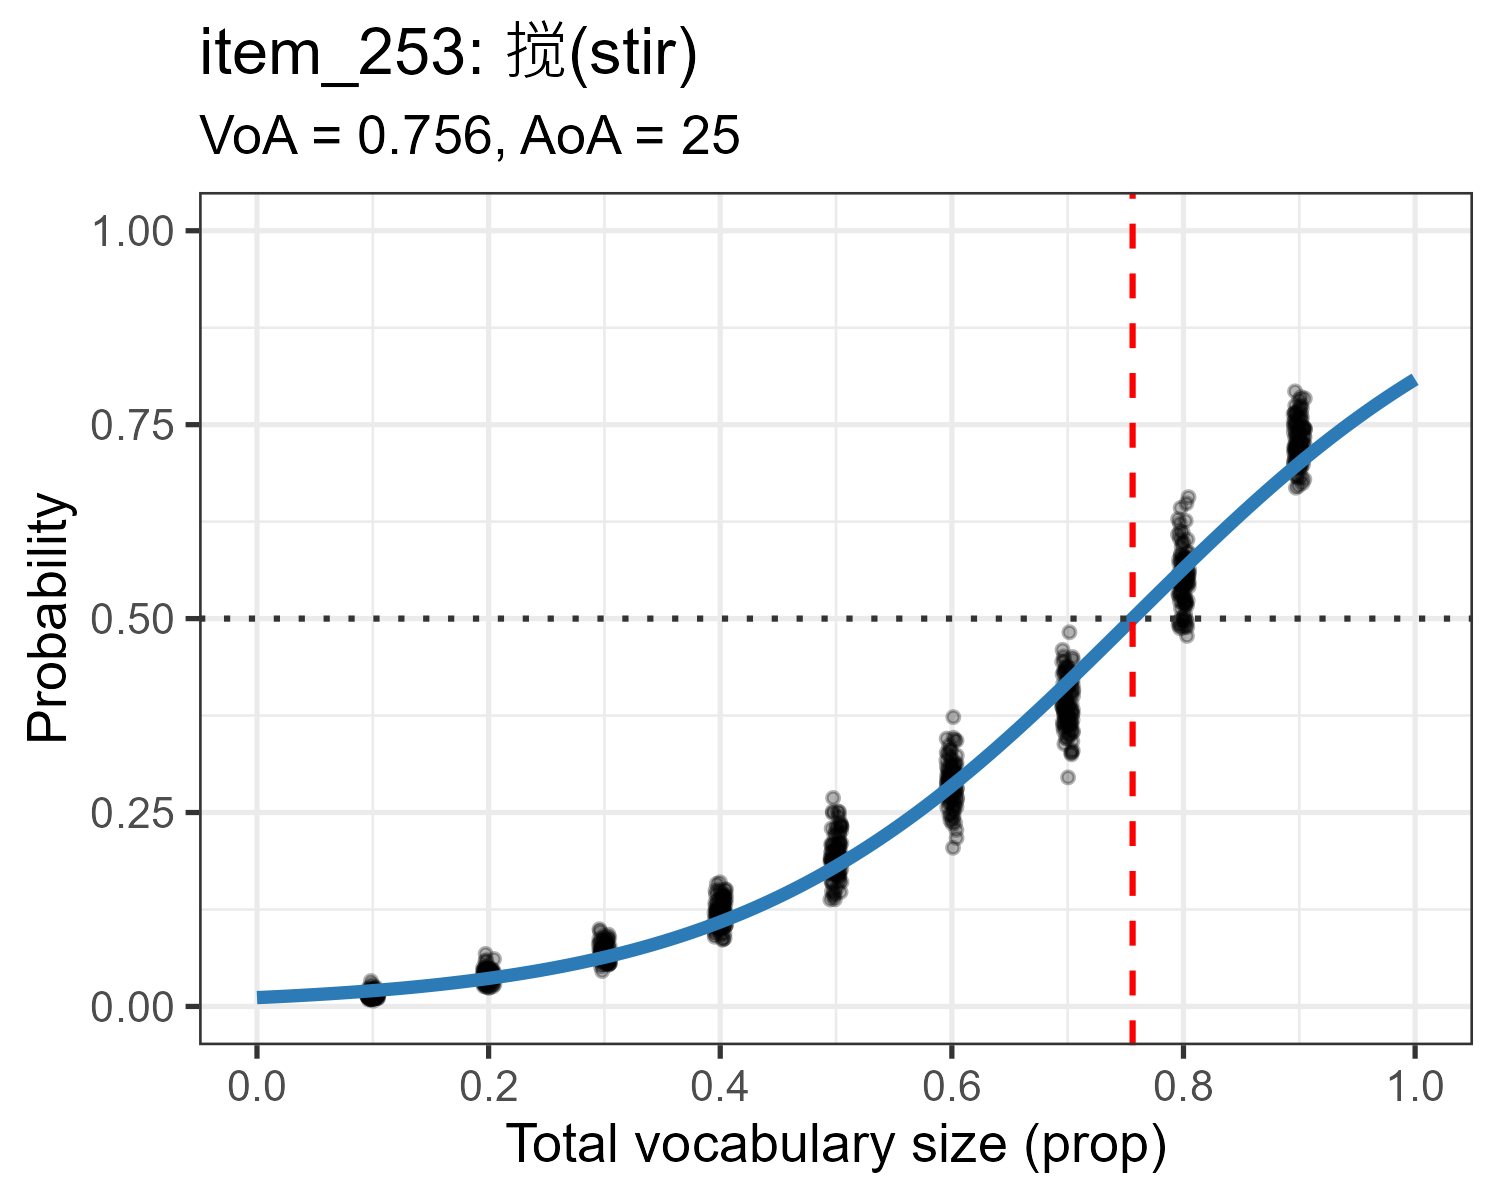 item_253: 搅(stir)
VoA = 0.756, AoA = 25
1.00
0.75
0.50
0.25
0.00
Probability
0.0 0.2 0.4 0.6 0.8 1.0
Total vocabulary size (prop)